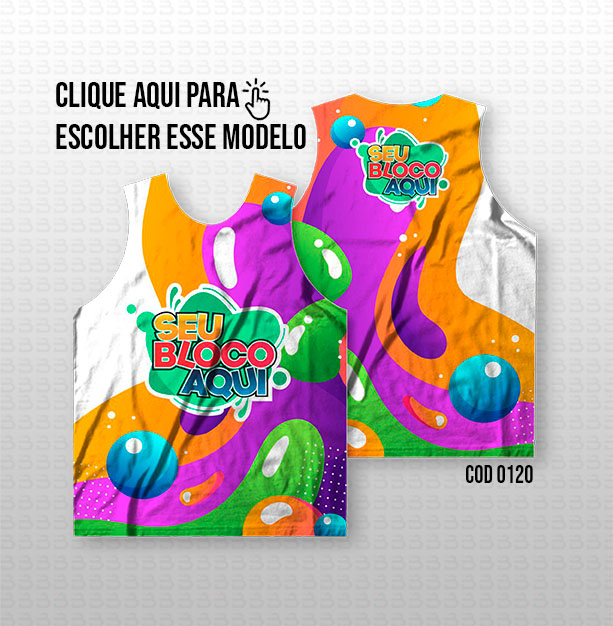 CLIQUE AQUI PARA
ESCOLHER ESSE MODELO
SEU
BLOCO
AQUI
SEU
BLOCO
AQUI
COD 0120